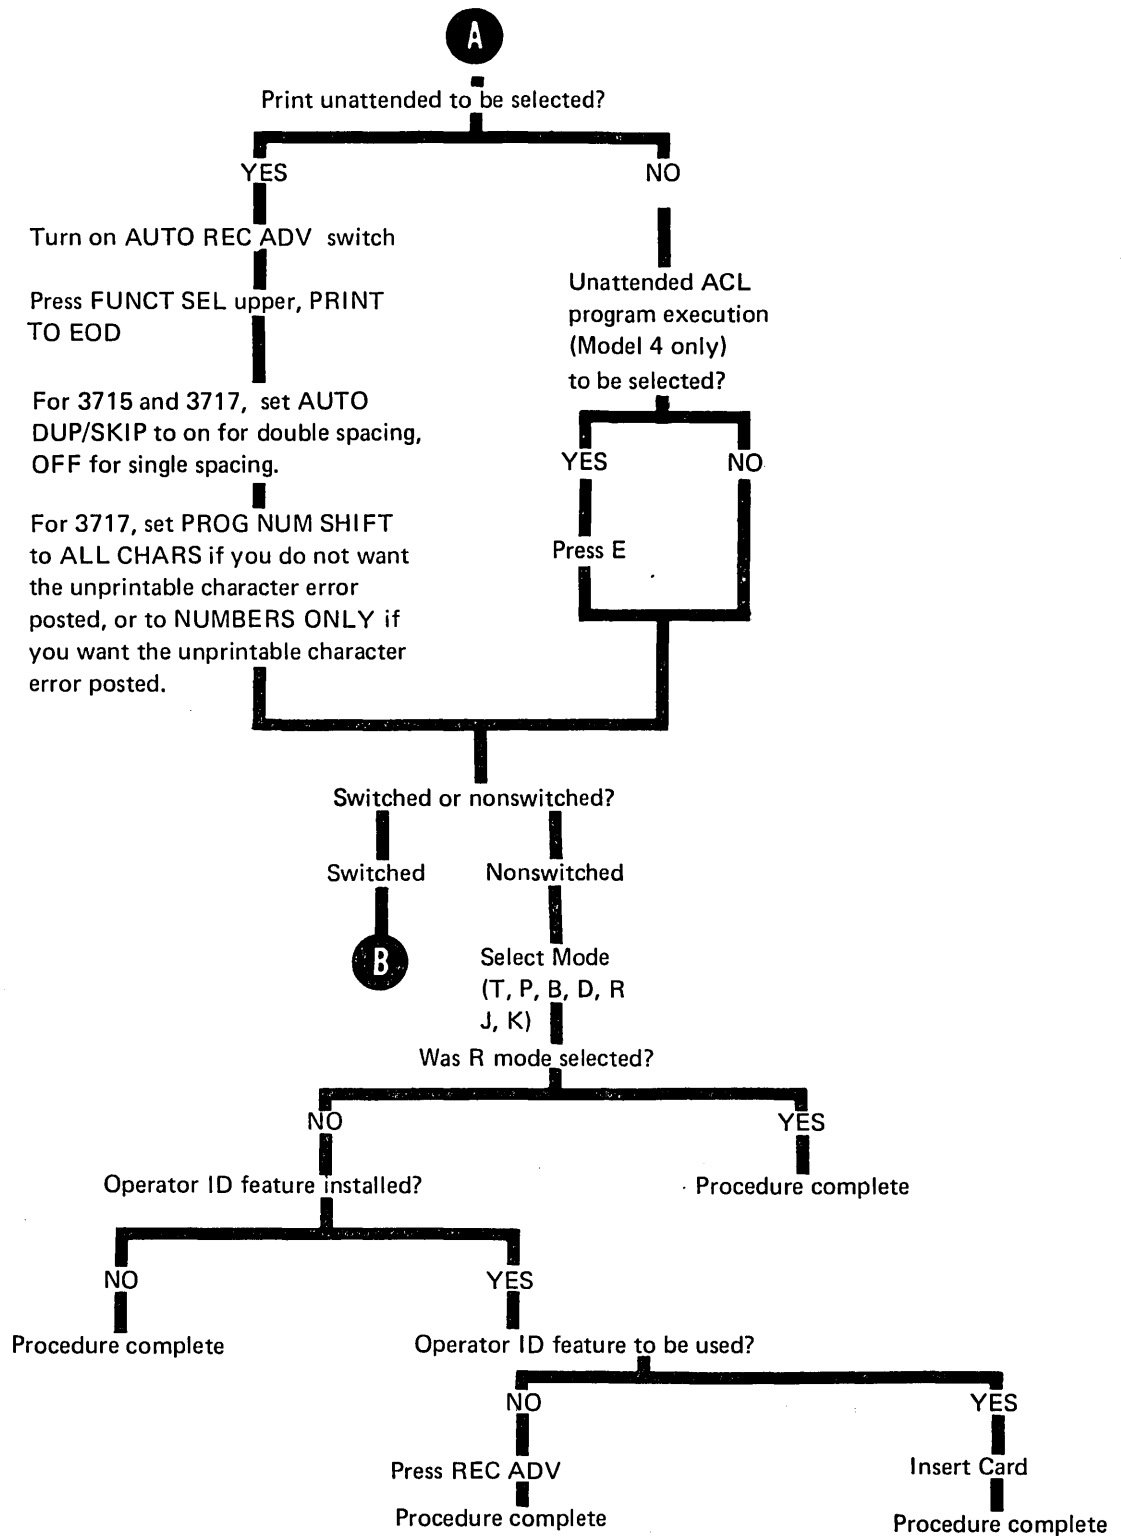 A
Print unattended to be selected?
YES
NO
Turn on AUTO REC ADV switch
Press FUNCT SEL upper, PRINT
TO EOD
For 3715 and 3717, set AUTO
DUP/SKIP to on for double spacing,
OFF for single spacing.
For 3717, set PROG NUM SHIFT
to ALL CHARS if you do not want
the unprintable character error
posted, or to NUMBERS ONLY if
you want the unprintable character
error posted.
Unattended ACL
program execution
(Model 4 only)
to be selected?
YES
NO
Press E
Switched or nonswitched?
Switched
Nonswitched
B
Select Mode
(T, P, B, D, R
J, K)
Was R mode selected?
NO
YES
Operator ID feature installed?
Procedure complete
NO
YES
Procedure complete
Operator ID feature to be used?
NO
YES
Press REC ADV
Insert Card
Procedure complete
Procedure complete